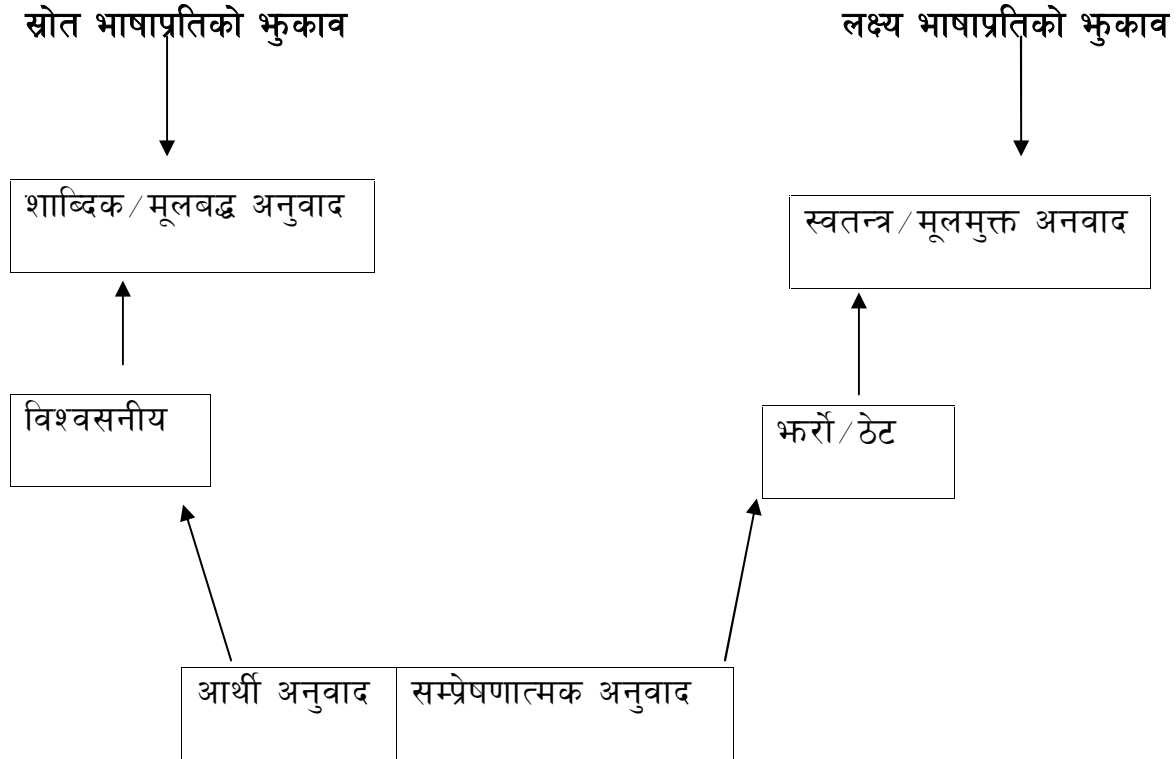 स्रोत भाषाप्रतिको झुकाव
लक्ष्य भाषाप्रतिको झुकाव
शाब्दिक/मूलबद्ध अनुवाद
स्वतन्त्र/मूलमुक्त अनवाद
विश्वसनीय
झर्रो/ठेट
आर्थी अनुवाद
सम्प्रेषणात्मक अनुवाद